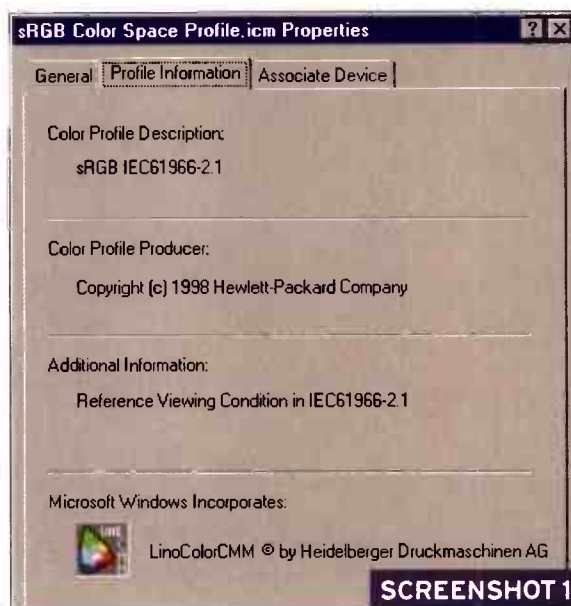 sRGB Color Space Profile.icm Properties
? ×
General Profile Information Associate Device
Color Profile Description:
sRGB IEC61966-2.1
Color Profile Producer:
Copyright (c) 1998 Hewlett-Packard Company
Additional Information:
Reference Viewing Condition in IEC61966-2.1
Microsoft Windows Incorporates:
LinoColorCMM © by Heidelberger Druckmaschinen AG
SCREENSHOT 1